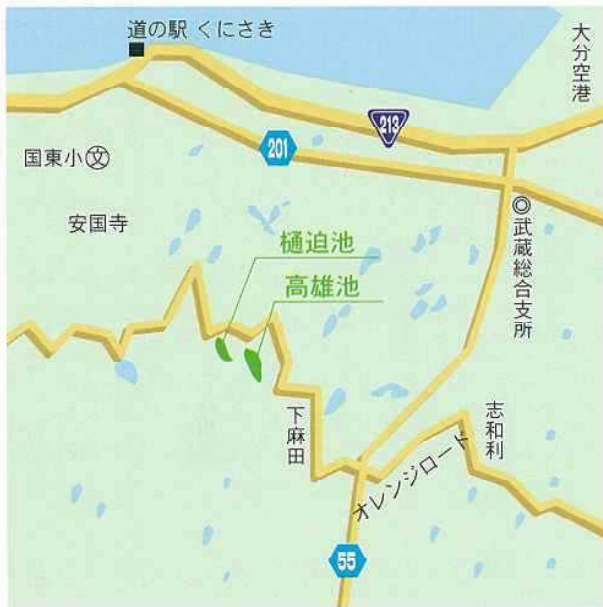 道の駅 くにさき
大分空港
213
201
国東小 文
安国寺
武蔵総合支所
樋迫池
高雄池
下麻田
志和利
オレンジロード
55